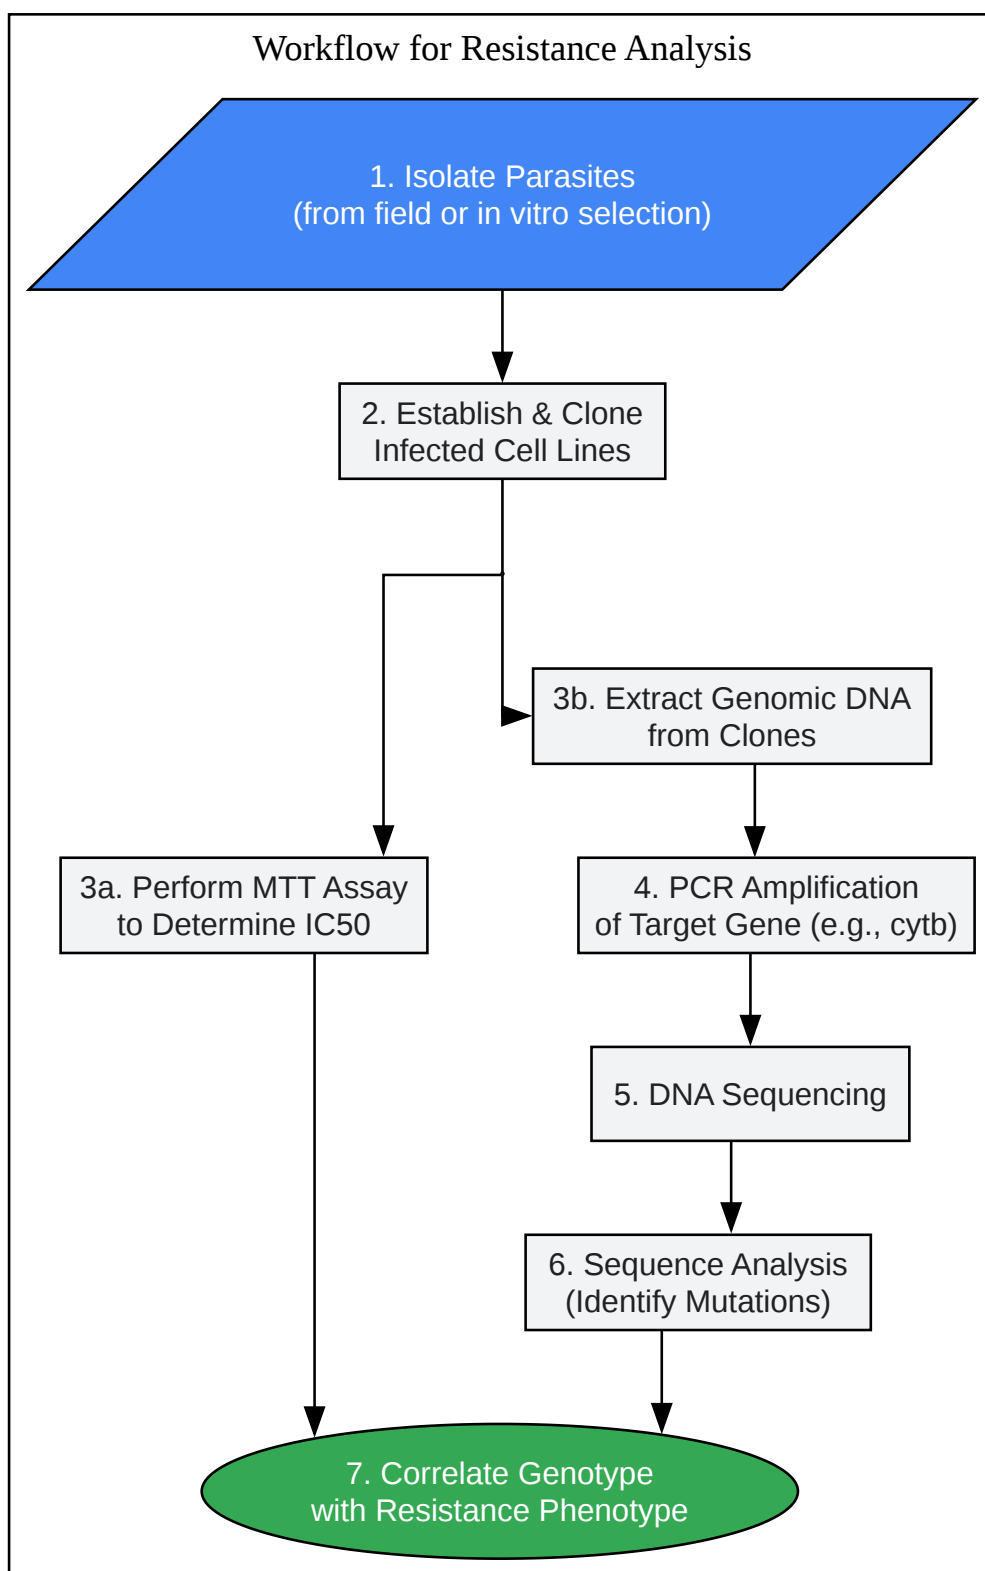 Workflow for Resistance Analysis
1. Isolate Parasites
(from field or in vitro selection)
2. Establish & Clone
Infected Cell Lines
3b. Extract Genomic DNA
from Clones
3a. Perform MTT Assay
to Determine IC50
4. PCR Amplification
of Target Gene (e.g., cytb)
5. DNA Sequencing
6. Sequence Analysis
(Identify Mutations)
7. Correlate Genotype
with Resistance Phenotype